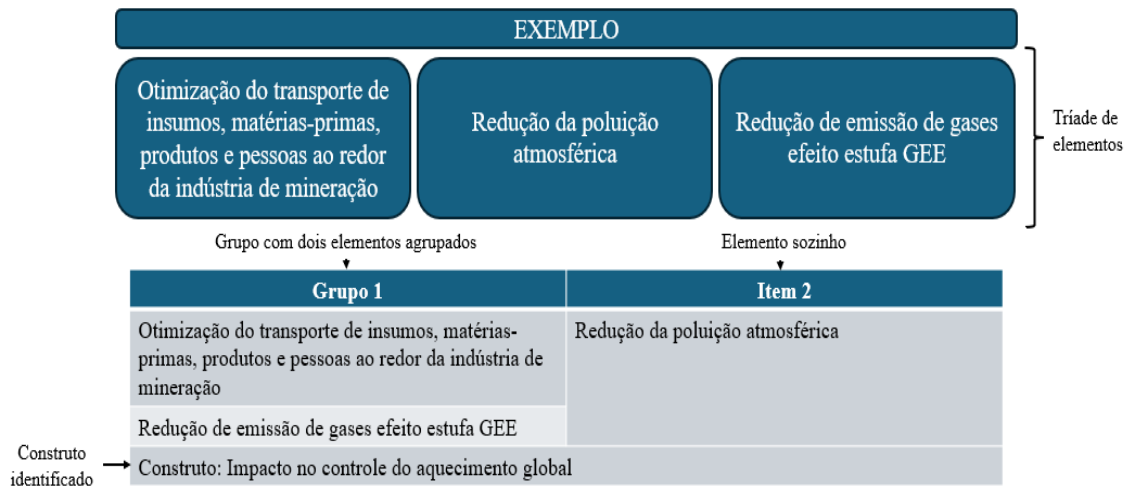 EXEMPLO
Otimização do transporte de
insumos, matérias-primas,
produtos e pessoas ao redor
da indústria de mineração
Redução da poluição
atmosférica
Redução de emissão de gases
efeito estufa GEE
Tríade de
elementos
Grupo com dois elementos agrupados
Elemento sozinho
Grupo 1
Item 2
Otimização do transporte de insumos, matérias-
primas, produtos e pessoas ao redor da indústria de
mineração
Redução da poluição atmosférica
Redução de emissão de gases efeito estufa GEE
Construto
identificado
Construto: Impacto no controle do aquecimento global